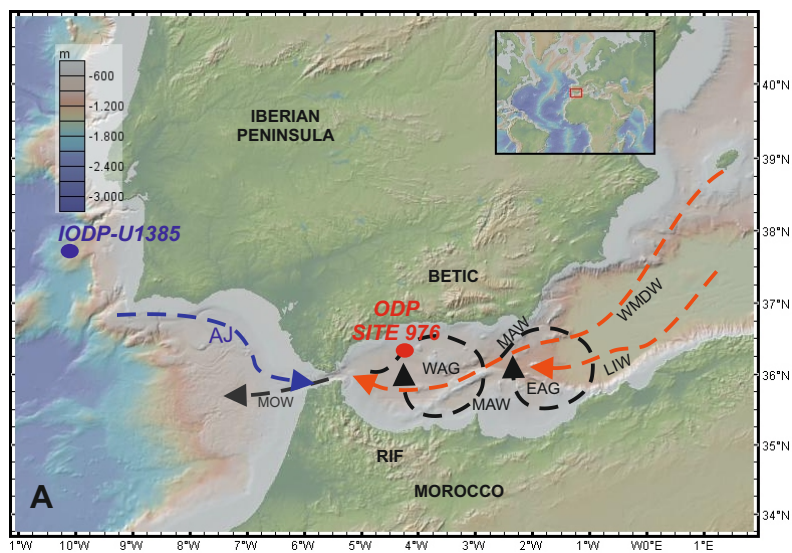 m
-600
-1.200
-1.800
-2.400
-3.000
IBERIAN
PENINSULA
40°N
39°N
38°N
37°N
36°N
35°N
34°N
IODP-U1385
BETIC
ODP
SITE 976
WMDW
MAW
AJ
WAG
LIW
EAG
MOW
MAW
RIF
MOROCCO
A
1°W
10°W
9°W
8°W
7°W
6°W
5°W
4°W
3°W
2°W
1°W
W0°E
1°E